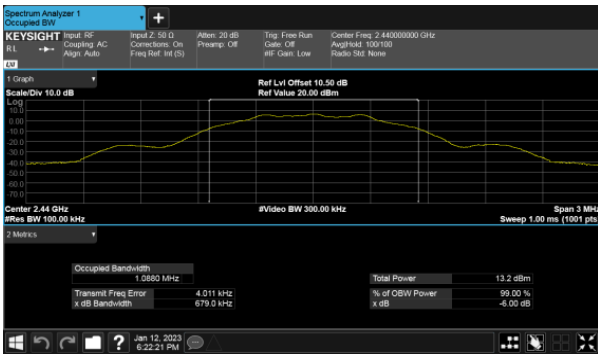 Spectrum Analyzer 1
Occupied BW
+
KEYSIGHT Input: RF Input Z: 50 Ω Atten: 20 dB Trig: Free Run Center Freq: 2.440000000 GHz
RL Coupling: AC Corrections: On Preamp: Off Gate: Off Avg|Hold: 100/100
Align: Auto Freq Ref: Int (S) #IF Gain: Low Radio Std: None
LXI
1 Graph
Ref Lvl Offset 10.50 dB
Scale/Div 10.0 dB Ref Value 20.00 dBm
Log
10.0
0.00
-10.0
-20.0
-30.0
-40.0
-50.0
-60.0
-70.0
Center 2.44 GHz #Video BW 300.00 kHz Span 3 MHz
#Res BW 100.00 kHz Sweep 1.00 ms (1001 pts
2 Metrics
Occupied Bandwidth
1.0880 MHz Total Power 13.2 dBm
Transmit Freq Error 4.011 kHz % of OBW Power 99.00 %
x dB Bandwidth 679.0 kHz x dB -6.00 dB
? Jan 12, 2023
6:22:21 PM